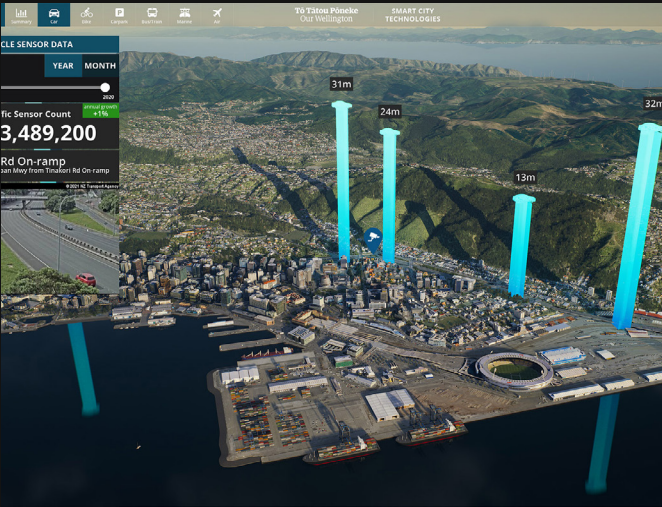 Summary
Car
Bike
Carpark
Bus/Train
Marine
Air
Tō Tātou Pōneke
Our Wellington
SMART CITY
TECHNOLOGIES
CLE SENSOR DATA
YEAR
MONTH
2020
fic Sensor Count
annual growth
+1%
3,489,200
Rd On-ramp
ban Mwy from Tinakori Rd On-ramp
© 2021 NZ Transport Agency
31m
24m
13m
32m